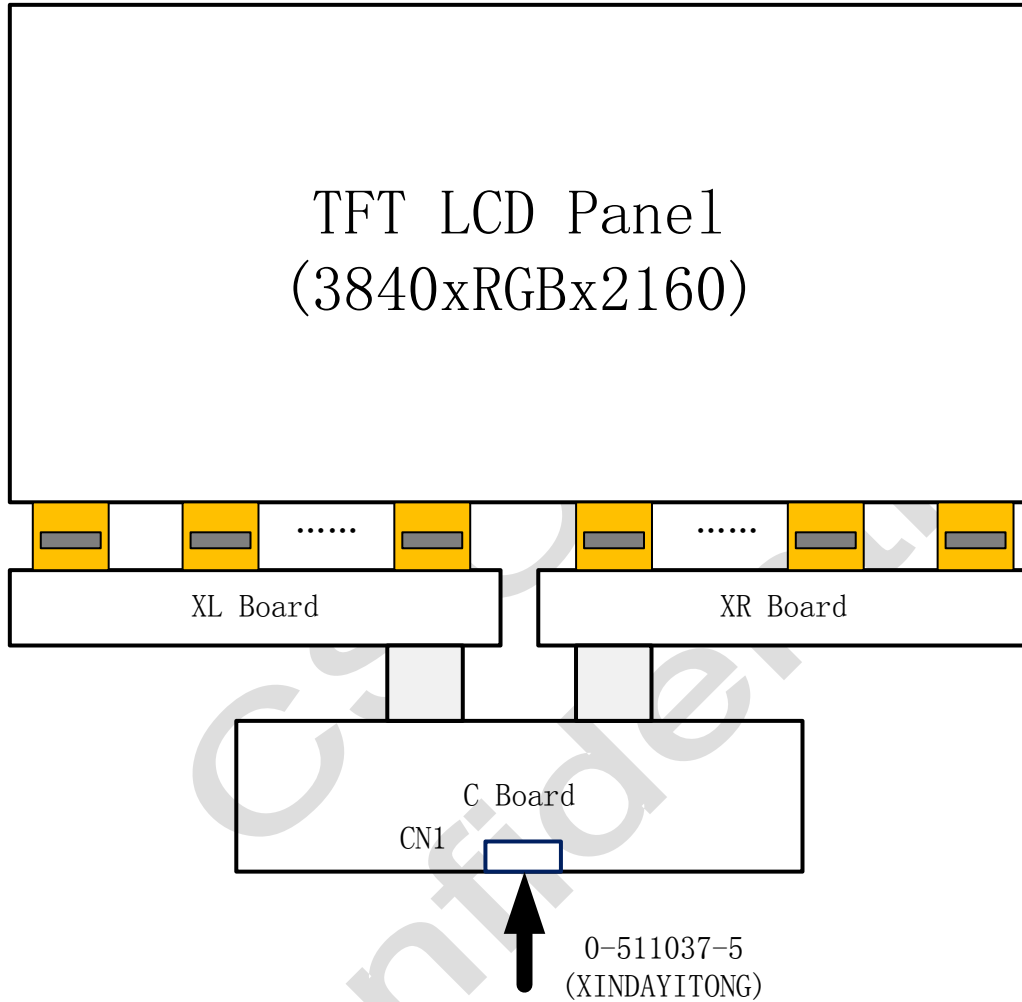 TFT LCD Panel
(3840xRGBx2160)
……
……
XL Board
XR Board
C Board
CN1
0-511037-5
(XINDAYITONG)